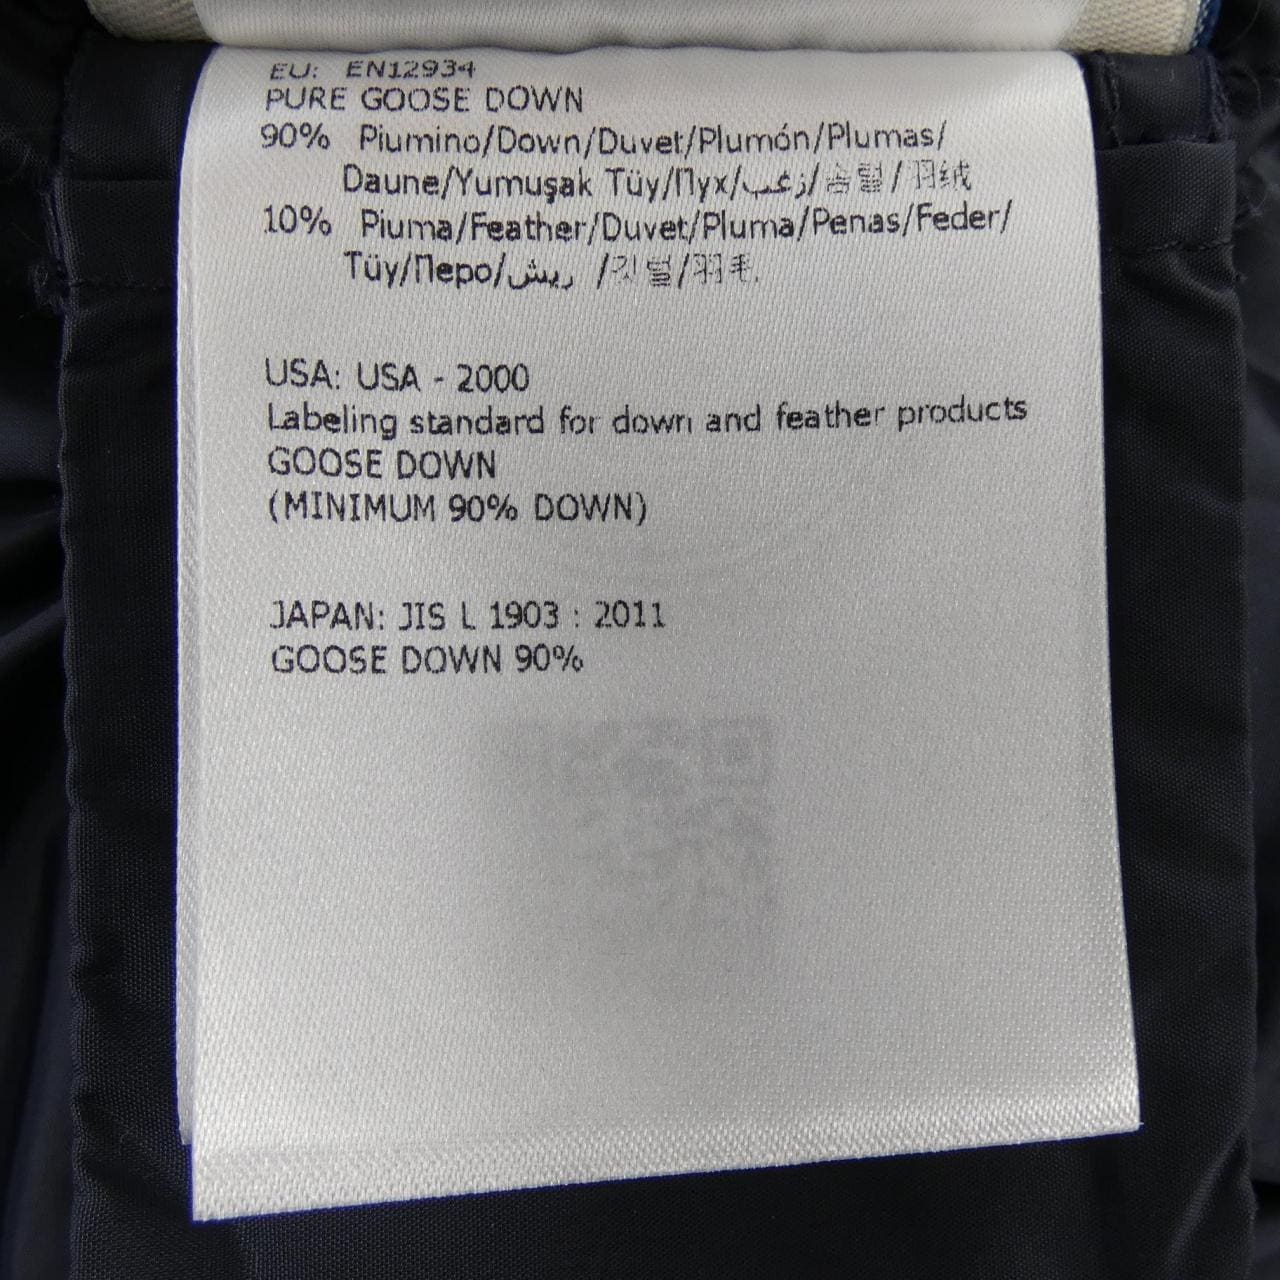 EU: EN12934
PURE GOOSE DOWN
90% Piumino/Down/Duvet/Plumón/Plumas/
Daune/Yumuşak Tüy/Пух/زغب/솜털/羽绒
10% Piuma/Feather/Duvet/Pluma/Penas/Feder/
Tüy/Перо/ريش /깃털/羽毛
USA: USA - 2000
Labeling standard for down and feather products
GOOSE DOWN
(MINIMUM 90% DOWN)
JAPAN: JIS L 1903 : 2011
GOOSE DOWN 90%